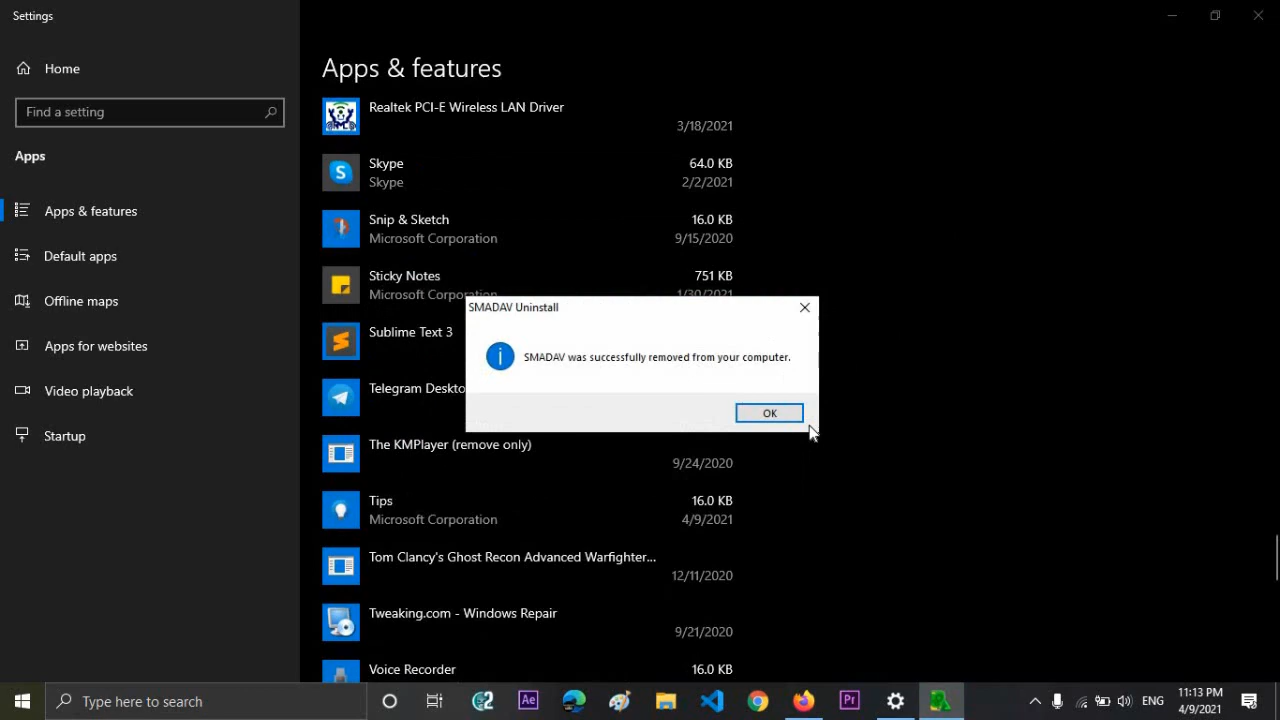 Settings
Home
Find a setting
Apps
Apps & features
Default apps
Offline maps
Apps for websites
Video playback
Startup
Apps & features
Realtek PCI-E Wireless LAN Driver
3/18/2021
Skype 64.0 KB
Skype 2/2/2021
Snip & Sketch 16.0 KB
Microsoft Corporation 9/15/2020
Sticky Notes 751 KB
Microsoft Corporation 1/30/2021
Sublime Text 3
Telegram Deskto
The KMPlayer (remove only)
9/24/2020
Tips 16.0 KB
Microsoft Corporation 4/9/2021
Tom Clancy's Ghost Recon Advanced Warfighter...
12/11/2020
Tweaking.com - Windows Repair
9/21/2020
Voice Recorder 16.0 KB
SMADAV Uninstall
SMADAV was successfully removed from your computer.
OK
Type here to search
Ae
Pr
ENG
11:13 PM
4/9/2021